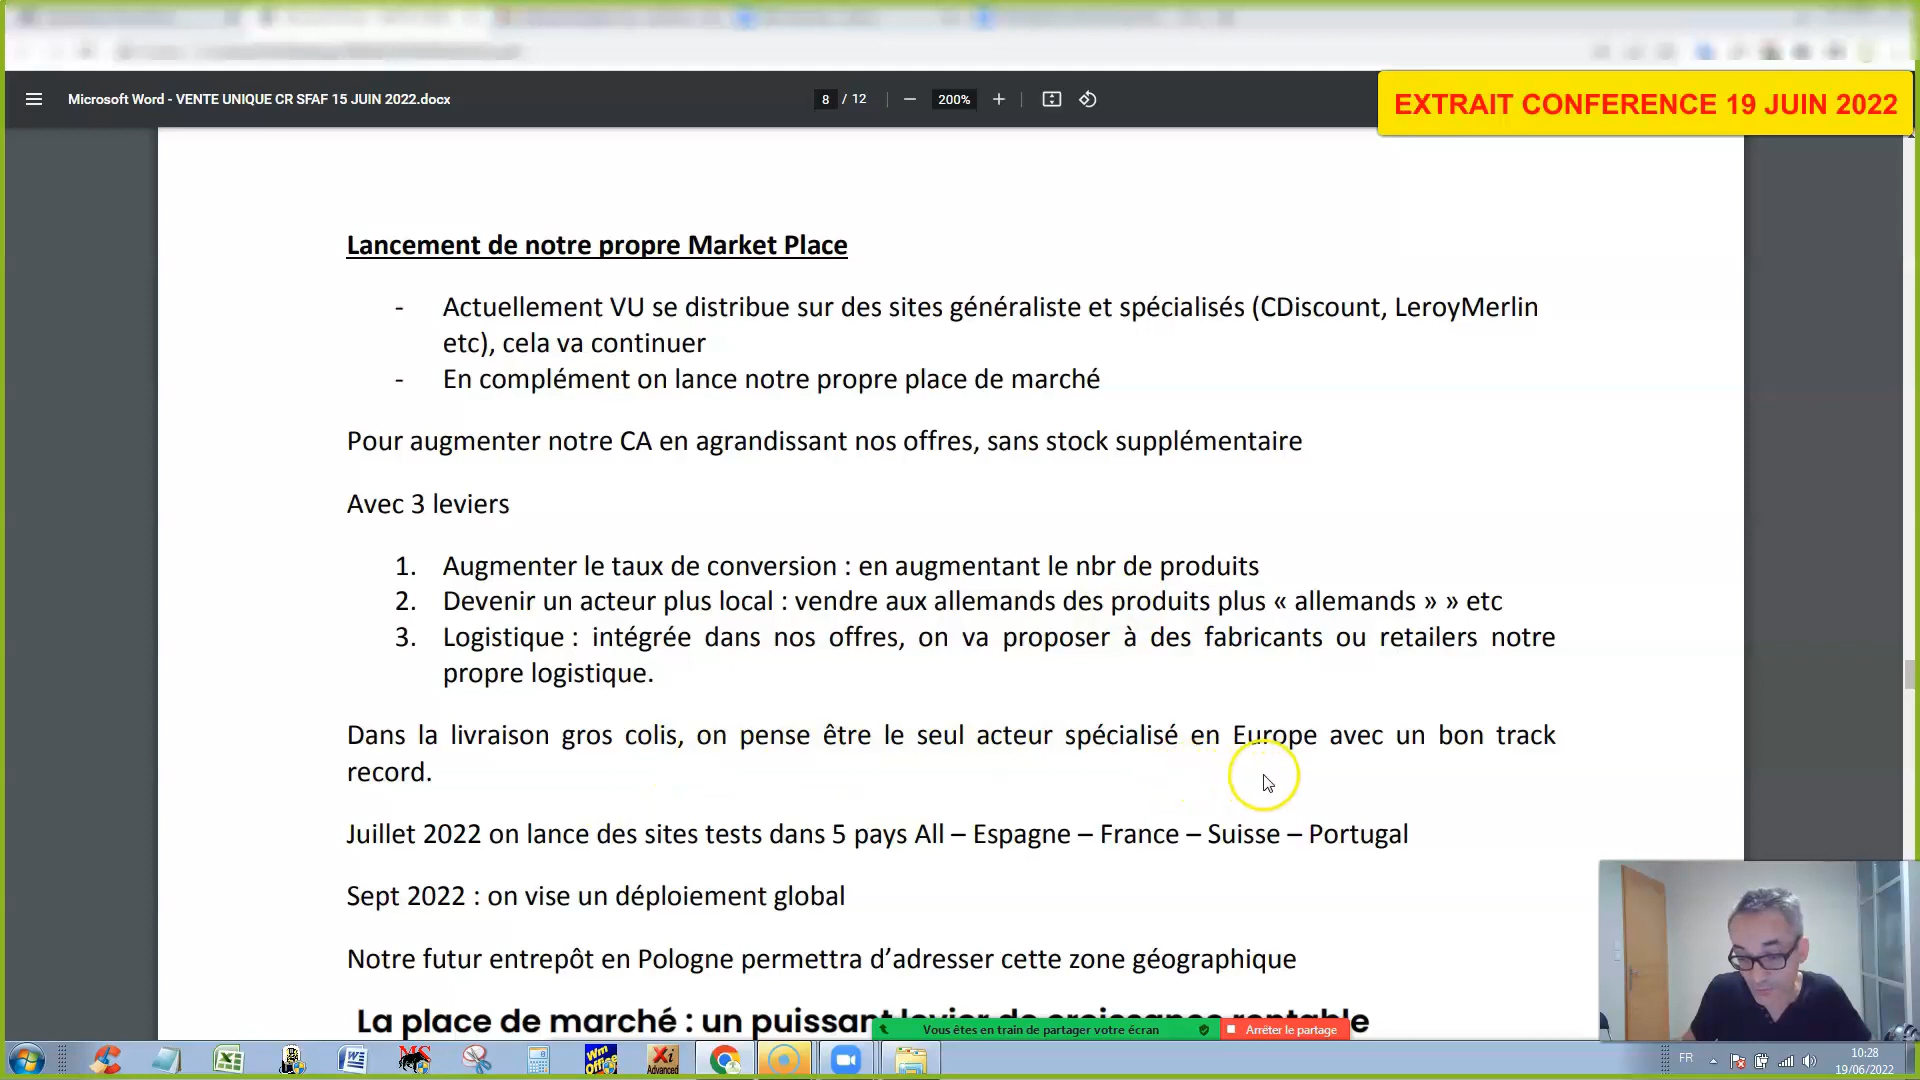 Microsoft Word - VENTE UNIQUE CR SFAF 15 JUIN 2022.docx
8 / 12
200%
EXTRAIT CONFERENCE 19 JUIN 2022
Lancement de notre propre Market Place
- Actuellement VU se distribue sur des sites généraliste et spécialisés (CDiscount, LeroyMerlin
etc), cela va continuer
- En complément on lance notre propre place de marché
Pour augmenter notre CA en agrandissant nos offres, sans stock supplémentaire
Avec 3 leviers
1. Augmenter le taux de conversion : en augmentant le nbr de produits
2. Devenir un acteur plus local : vendre aux allemands des produits plus « allemands » » etc
3. Logistique : intégrée dans nos offres, on va proposer à des fabricants ou retailers notre
propre logistique.
Dans la livraison gros colis, on pense être le seul acteur spécialisé en Europe avec un bon track
record.
Juillet 2022 on lance des sites tests dans 5 pays All – Espagne – France – Suisse – Portugal
Sept 2022 : on vise un déploiement global
Notre futur entrepôt en Pologne permettra d’adresser cette zone géographique
La place de marché : un puissant levier de croissance rentable
Vous êtes en train de partager votre écran
Arrêter le partage
Wm
Office
Xi
Advanced
FR
10:28
19/06/2022